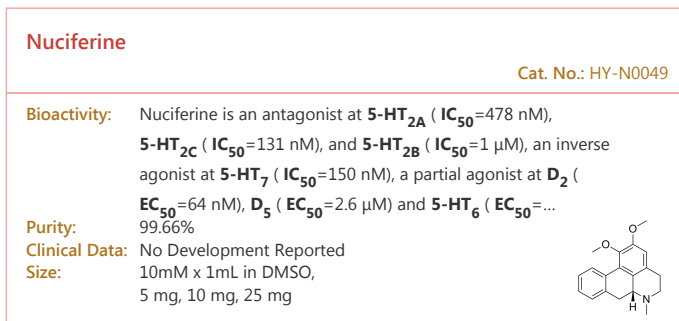 Nuciferine
Cat. No.: HY-N0049
Bioactivity: Nuciferine is an antagonist at 5-HT2A ( IC50=478 nM),
5-HT2C ( IC50=131 nM), and 5-HT2B ( IC50=1 μM), an inverse
agonist at 5-HT7 ( IC50=150 nM), a partial agonist at D2 (
EC50=64 nM), D5 ( EC50=2.6 μM) and 5-HT6 ( EC50=...
Purity: 99.66%
Clinical Data: No Development Reported
Size: 10mM x 1mL in DMSO,
5 mg, 10 mg, 25 mg
O
O
N
H